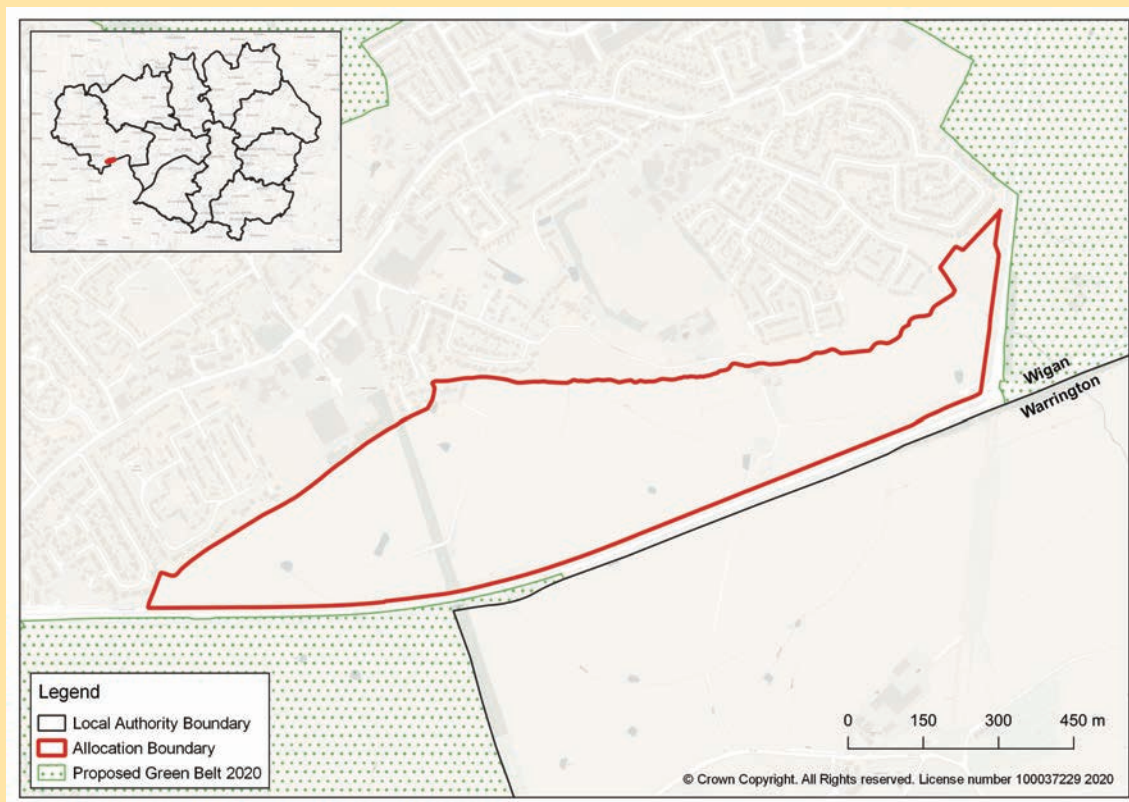 Wigan
Warrington
Legend
Local Authority Boundary
Allocation Boundary
Proposed Green Belt 2020
0 150 300 450 m
© Crown Copyright. All Rights reserved. License number 100037229 2020